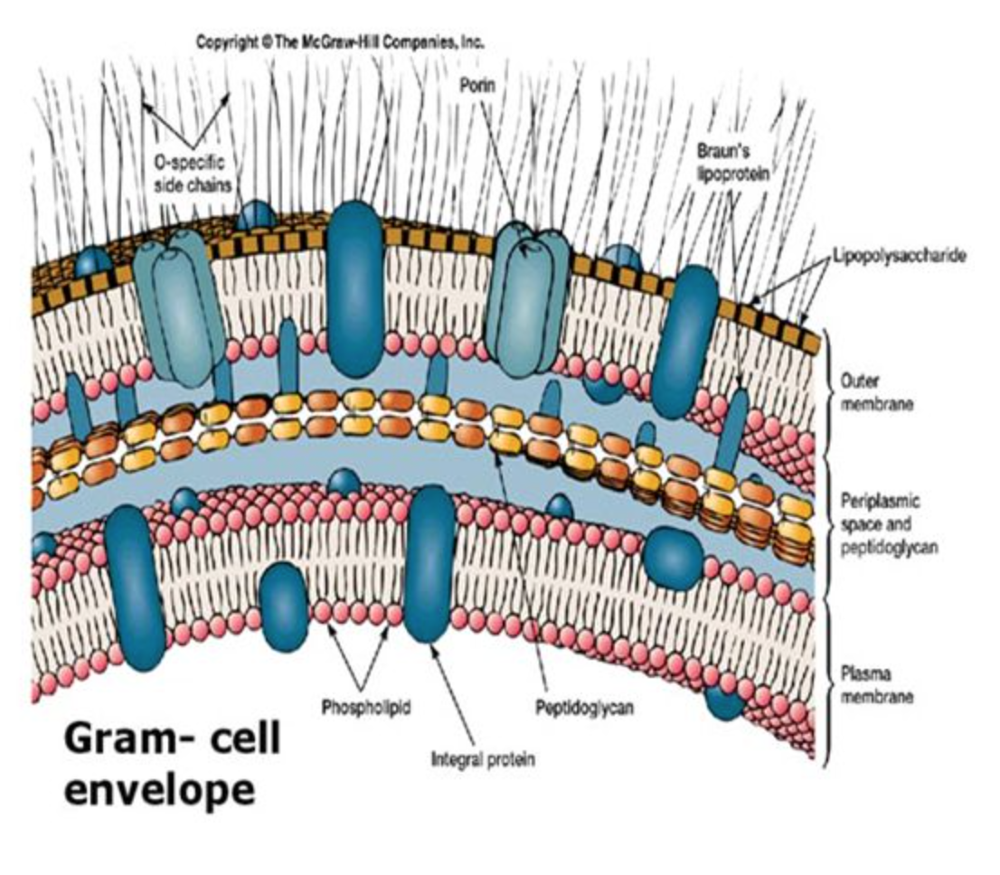 Copyright © The McGraw-Hill Companies, Inc.
Porin
O-specific
side chains
Braun's
lipoprotein
Lipopolysaccharide
Outer
membrane
Periplasmic
space and
peptidoglycan
Plasma
membrane
Phospholipid
Peptidoglycan
Integral protein
Gram- cell
envelope